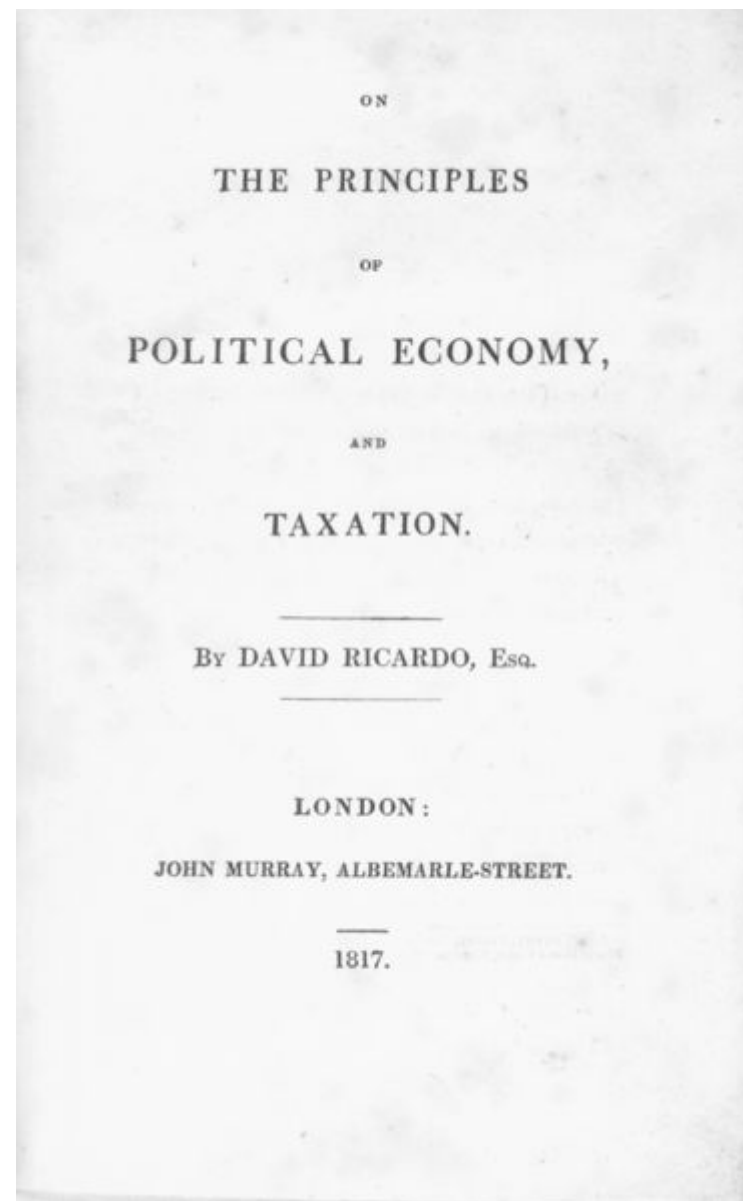 ON
THE PRINCIPLES
OF
POLITICAL ECONOMY,
AND
TAXATION.
BY DAVID RICARDO, ESQ.
LONDON:
JOHN MURRAY, ALBEMARLE-STREET.
1817.